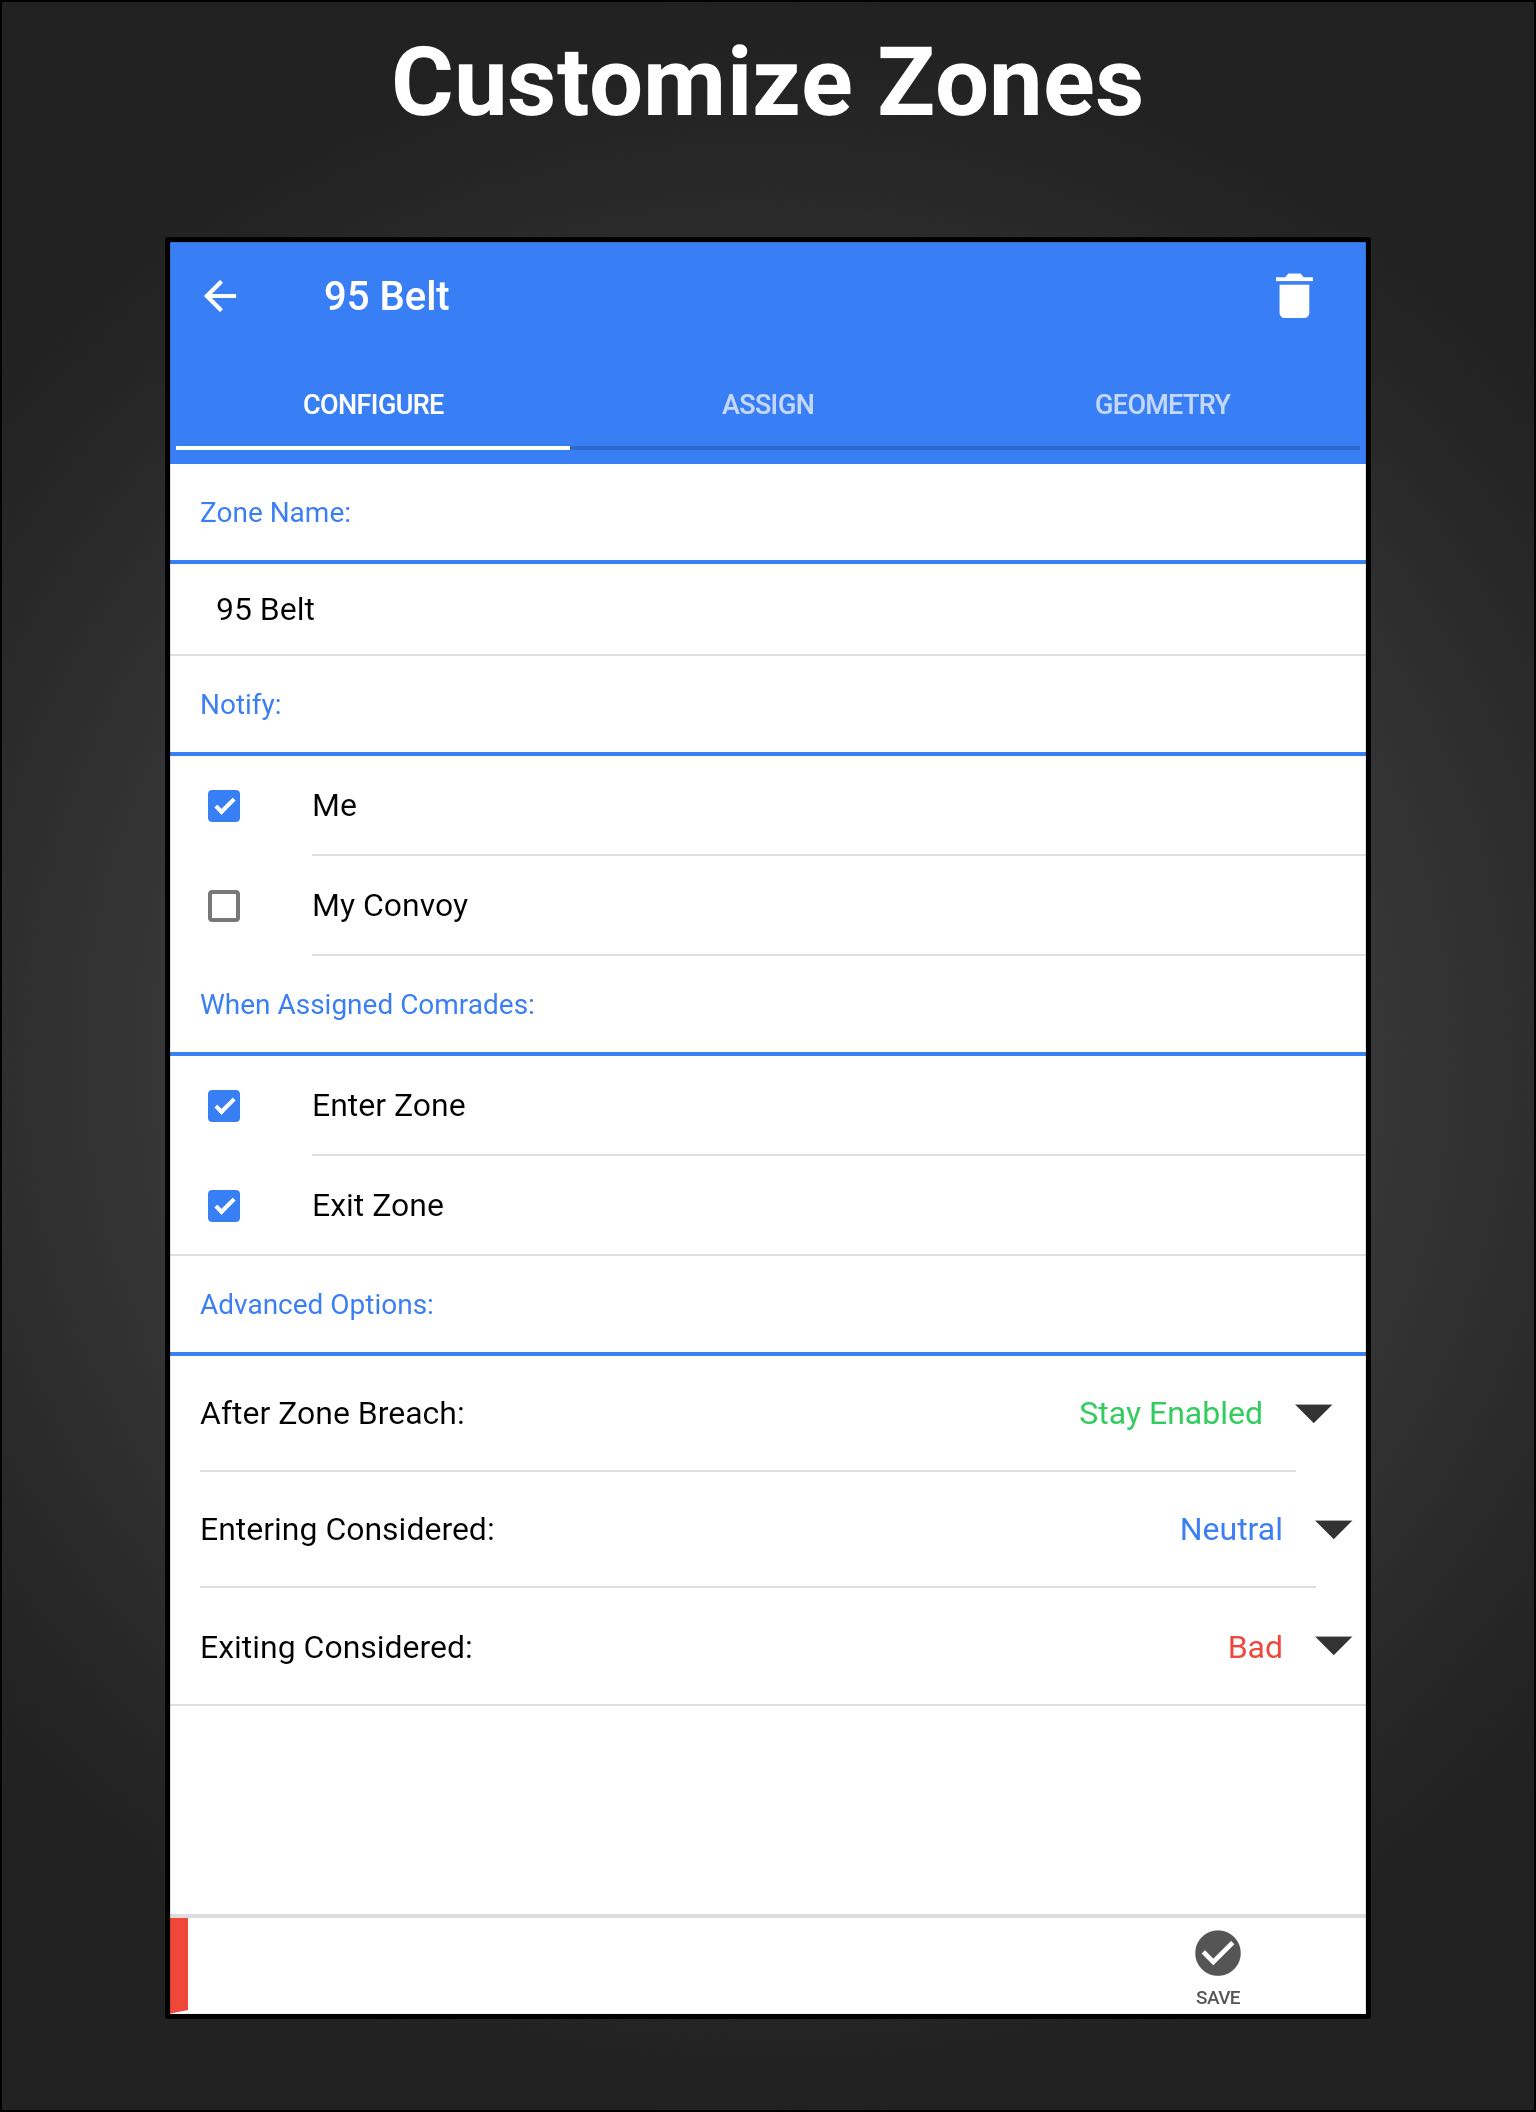 Customize Zones
95 Belt
CONFIGURE ASSIGN GEOMETRY
Zone Name:
95 Belt
Notify:
Me
My Convoy
When Assigned Comrades:
Enter Zone
Exit Zone
Advanced Options:
After Zone Breach: Stay Enabled
Entering Considered: Neutral
Exiting Considered: Bad
SAVE